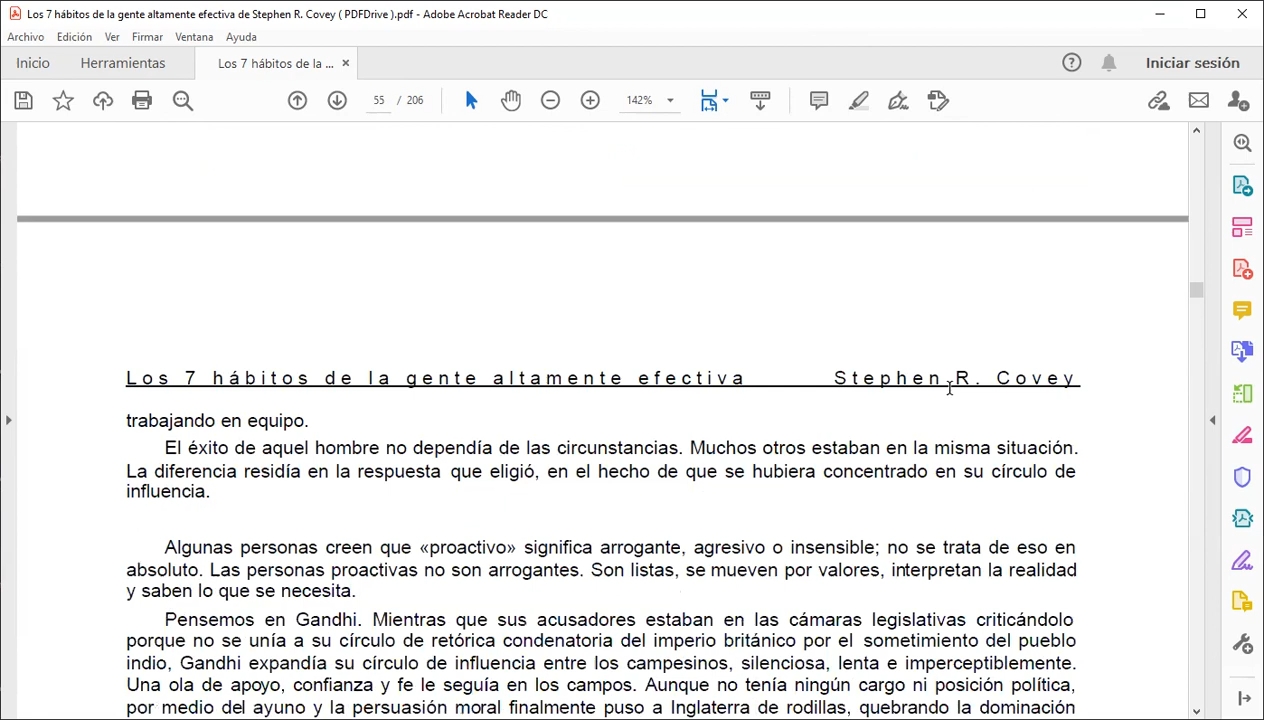 Los 7 hábitos de la gente altamente efectiva de Stephen R. Covey ( PDFDrive ).pdf - Adobe Acrobat Reader DC
Archivo Edición Ver Firmar Ventana Ayuda
Inicio Herramientas Los 7 hábitos de la ... × Iniciar sesión
55 / 206 142%
Los 7 hábitos de la gente altamente efectiva Stephen R. Covey
trabajando en equipo.
El éxito de aquel hombre no dependía de las circunstancias. Muchos otros estaban en la misma situación.
La diferencia residía en la respuesta que eligió, en el hecho de que se hubiera concentrado en su círculo de
influencia.
Algunas personas creen que «proactivo» significa arrogante, agresivo o insensible; no se trata de eso en
absoluto. Las personas proactivas no son arrogantes. Son listas, se mueven por valores, interpretan la realidad
y saben lo que se necesita.
Pensemos en Gandhi. Mientras que sus acusadores estaban en las cámaras legislativas criticándolo
porque no se unía a su círculo de retórica condenatoria del imperio británico por el sometimiento del pueblo
indio, Gandhi expandía su círculo de influencia entre los campesinos, silenciosa, lenta e imperceptiblemente.
Una ola de apoyo, confianza y fe le seguía en los campos. Aunque no tenía ningún cargo ni posición política,
por medio del ayuno y la persuasión moral finalmente puso a Inglaterra de rodillas, quebrando la dominación